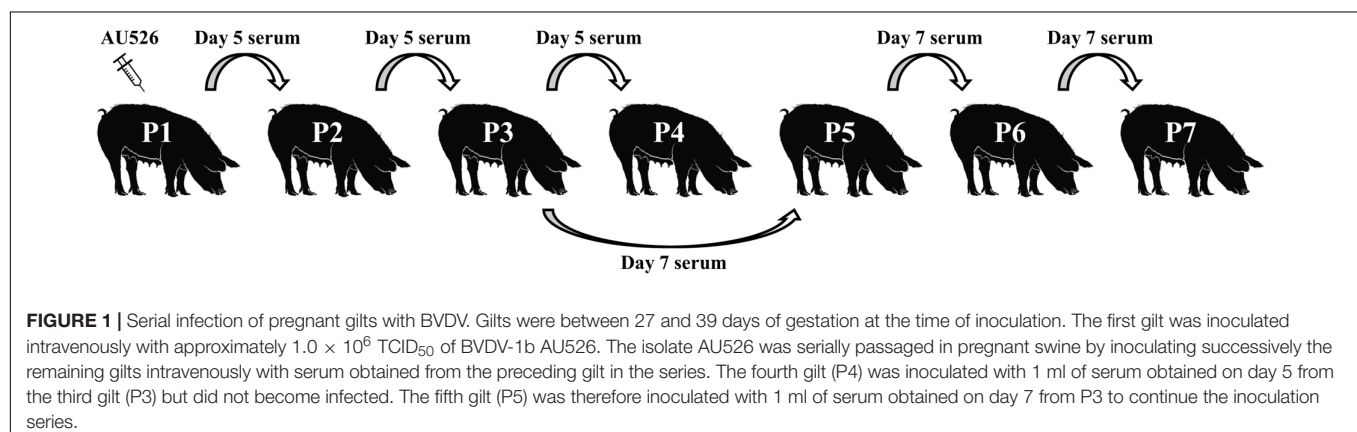 AU526 Day 5 serum Day 5 serum Day 5 serum Day 7 serum Day 7 serum
P1 P2 P3 P4 P5 P6 P7
Day 7 serum
FIGURE 1 | Serial infection of pregnant gilts with BVDV. Gilts were between 27 and 39 days of gestation at the time of inoculation. The first gilt was inoculated
intravenously with approximately 1.0 × 10⁶ TCID₅₀ of BVDV-1b AU526. The isolate AU526 was serially passaged in pregnant swine by inoculating successively the
remaining gilts intravenously with serum obtained from the preceding gilt in the series. The fourth gilt (P4) was inoculated with 1 ml of serum obtained on day 5 from
the third gilt (P3) but did not become infected. The fifth gilt (P5) was therefore inoculated with 1 ml of serum obtained on day 7 from P3 to continue the inoculation
series.